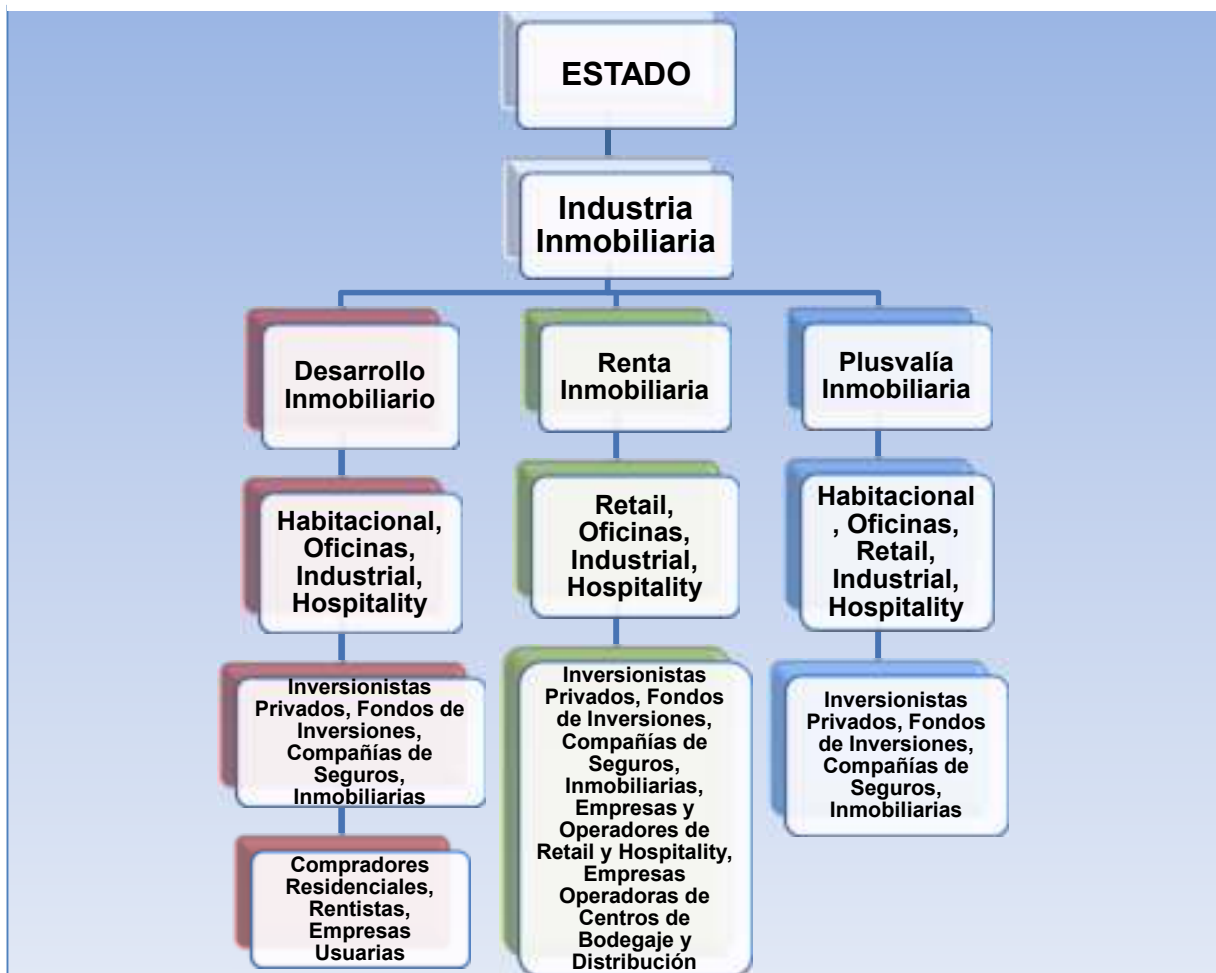 ESTADO
Industria
Inmobiliaria
Desarrollo
Inmobiliario
Habitacional,
Oficinas,
Industrial,
Hospitality
Inversionistas
Privados, Fondos de
Inversiones,
Compañías de
Seguros,
Inmobiliarias
Compradores
Residenciales,
Rentistas,
Empresas
Usuarias
Renta
Inmobiliaria
Retail,
Oficinas,
Industrial,
Hospitality
Inversionistas
Privados, Fondos
de Inversiones,
Compañías de
Seguros,
Inmobiliarias,
Empresas y
Operadores de
Retail y Hospitality,
Empresas
Operadoras de
Centros de
Bodegaje y
Distribución
Plusvalía
Inmobiliaria
Habitacional
, Oficinas,
Retail,
Industrial,
Hospitality
Inversionistas
Privados, Fondos
de Inversiones,
Compañías de
Seguros,
Inmobiliarias